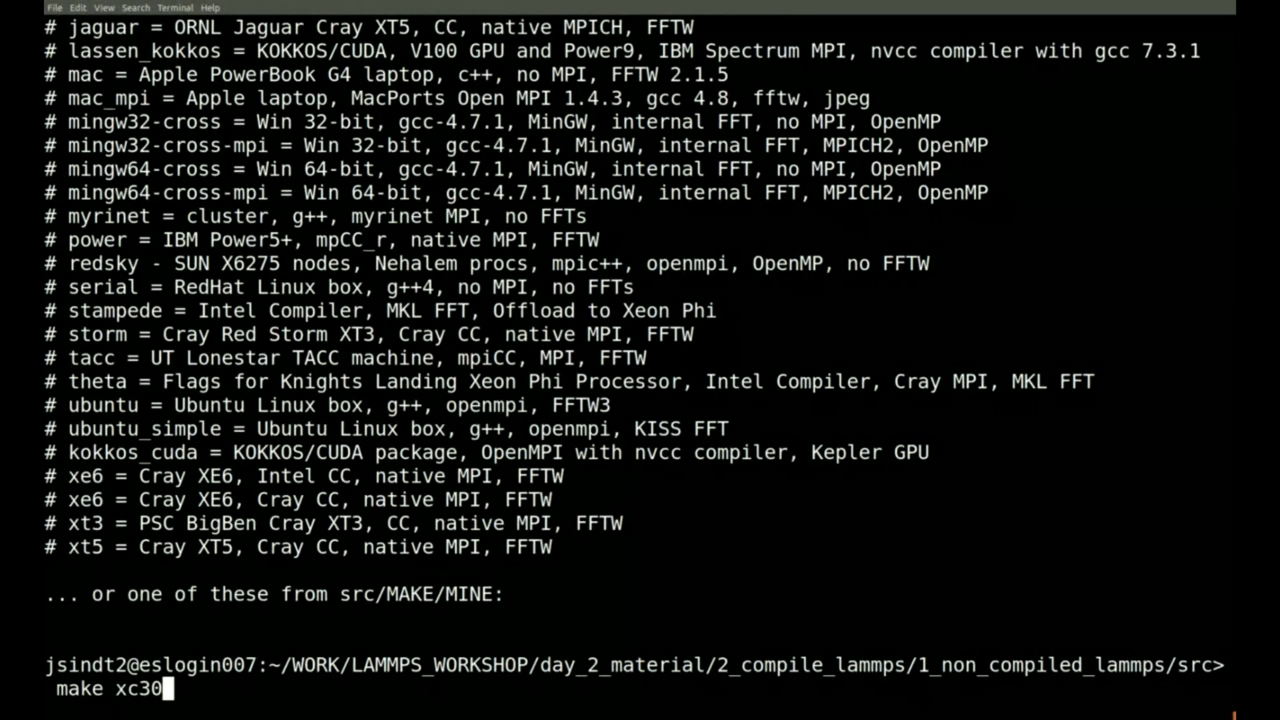 File Edit View Search Terminal Help
# jaguar = ORNL Jaguar Cray XT5, CC, native MPICH, FFTW
# lassen_kokkos = KOKKOS/CUDA, V100 GPU and Power9, IBM Spectrum MPI, nvcc compiler with gcc 7.3.1
# mac = Apple PowerBook G4 laptop, c++, no MPI, FFTW 2.1.5
# mac_mpi = Apple laptop, MacPorts Open MPI 1.4.3, gcc 4.8, fftw, jpeg
# mingw32-cross = Win 32-bit, gcc-4.7.1, MinGW, internal FFT, no MPI, OpenMP
# mingw32-cross-mpi = Win 32-bit, gcc-4.7.1, MinGW, internal FFT, MPICH2, OpenMP
# mingw64-cross = Win 64-bit, gcc-4.7.1, MinGW, internal FFT, no MPI, OpenMP
# mingw64-cross-mpi = Win 64-bit, gcc-4.7.1, MinGW, internal FFT, MPICH2, OpenMP
# myrinet = cluster, g++, myrinet MPI, no FFTs
# power = IBM Power5+, mpCC_r, native MPI, FFTW
# redsky - SUN X6275 nodes, Nehalem procs, mpic++, openmpi, OpenMP, no FFTW
# serial = RedHat Linux box, g++4, no MPI, no FFTs
# stampede = Intel Compiler, MKL FFT, Offload to Xeon Phi
# storm = Cray Red Storm XT3, Cray CC, native MPI, FFTW
# tacc = UT Lonestar TACC machine, mpiCC, MPI, FFTW
# theta = Flags for Knights Landing Xeon Phi Processor, Intel Compiler, Cray MPI, MKL FFT
# ubuntu = Ubuntu Linux box, g++, openmpi, FFTW3
# ubuntu_simple = Ubuntu Linux box, g++, openmpi, KISS FFT
# kokkos_cuda = KOKKOS/CUDA package, OpenMPI with nvcc compiler, Kepler GPU
# xe6 = Cray XE6, Intel CC, native MPI, FFTW
# xe6 = Cray XE6, Cray CC, native MPI, FFTW
# xt3 = PSC BigBen Cray XT3, CC, native MPI, FFTW
# xt5 = Cray XT5, Cray CC, native MPI, FFTW
... or one of these from src/MAKE/MINE:
jsindt2@eslogin007:~/WORK/LAMMPS_WORKSHOP/day_2_material/2_compile_lammps/1_non_compiled_lammps/src>
make xc30